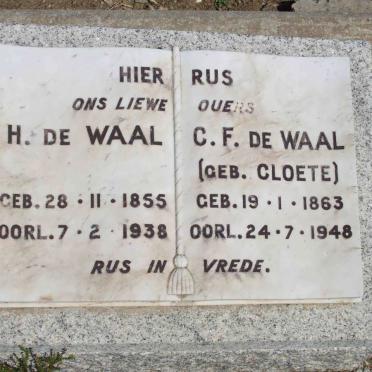 HIER RUS
ONS LIEWE OUERS
H. DE WAAL
GEB. 28 · 11 · 1855
OORL. 7 · 2 · 1938
C. F. DE WAAL
(GEB. CLOETE)
GEB. 19 · 1 · 1863
OORL. 24 · 7 · 1948
RUS IN VREDE.